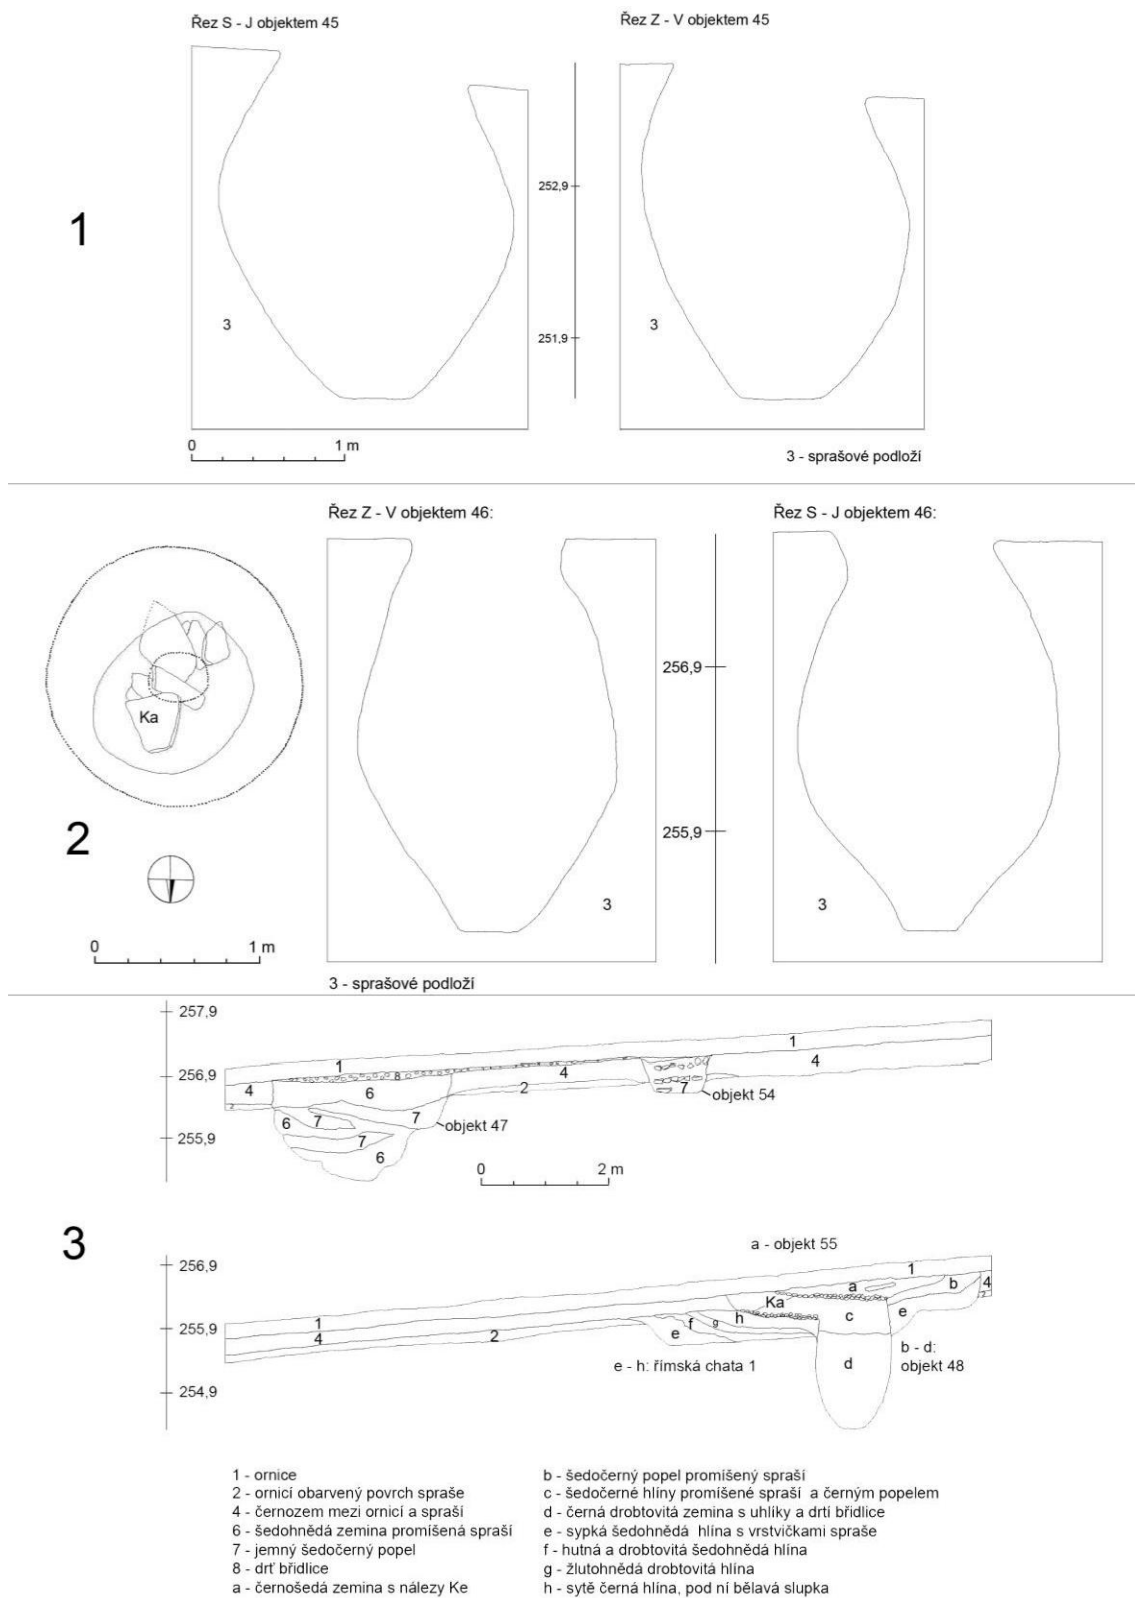 Řez S - J objektem 45
Řez Z - V objektem 45
252,9
1
3
3
251,9
0 1 m
3 - sprašové podloží
Řez Z - V objektem 46:
Řez S - J objektem 46:
256,9
Ka
2
255,9
3
3
0 1 m
3 - sprašové podloží
257,9
1
1
4
256,9
8
4
4
6
2
7
2
objekt 54
6
7
7
objekt 47
255,9
7
6
0 2 m
3
a - objekt 55
256,9
1
a
b
4
2
Ka
e
1
h
c
255,9
f
g
4
2
e
b - d:
e - h: římská chata 1
d
objekt 48
254,9
1 - ornice
2 - ornicí obarvený povrch spraše
4 - černozem mezi ornicí a spraší
6 - šedohnědá zemina promíšená spraší
7 - jemný šedočerný popel
8 - drť břidlice
a - černošedá zemina s nálezy Ke
b - šedočerný popel promíšený spraší
c - šedočerné hlíny promíšené spraší a černým popelem
d - černá drobtovitá zemina s uhlíky a drtí břidlice
e - sypká šedohnědá hlína s vrstvičkami spraše
f - hutná a drobtovitá šedohnědá hlína
g - žlutohnědá drobtovitá hlína
h - sytě černá hlína, pod ní bělavá slupka